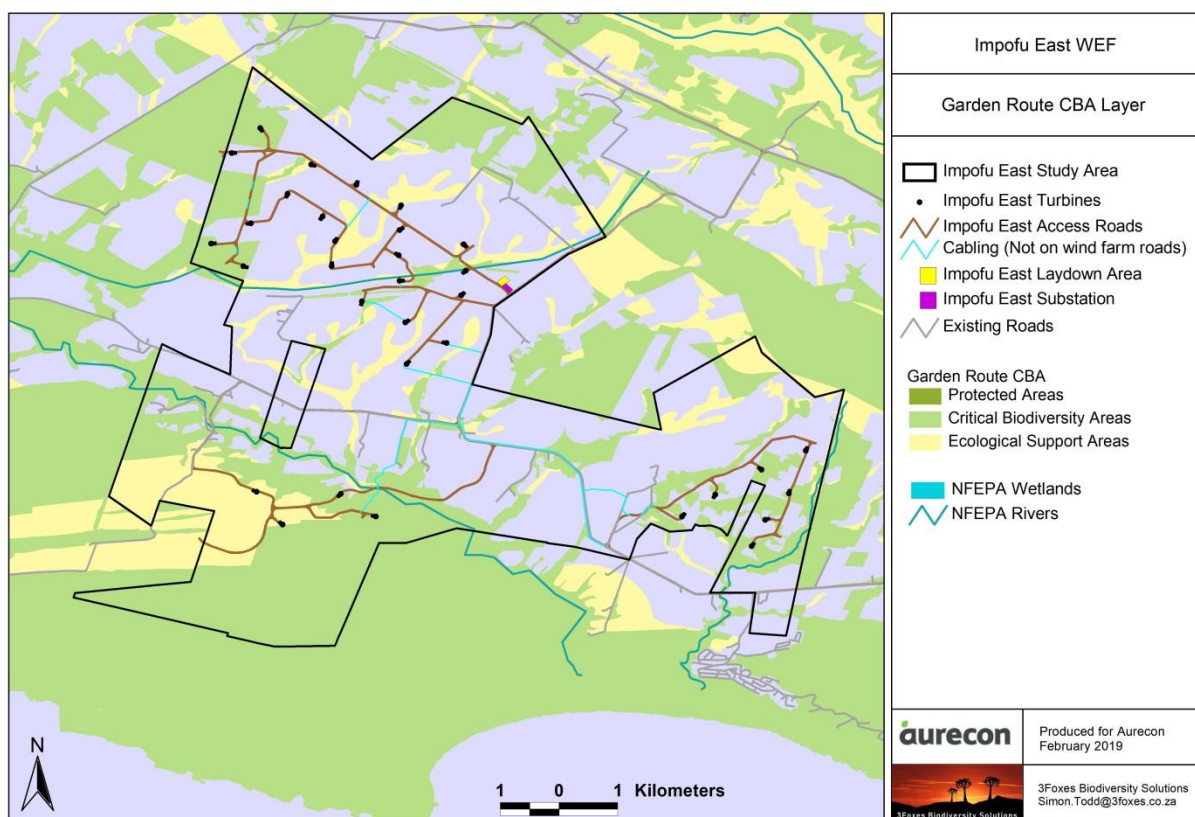 Impofu East WEF
Garden Route CBA Layer
Impofu East Study Area
Impofu East Turbines
Impofu East Access Roads
Cabling (Not on wind farm roads)
Impofu East Laydown Area
Impofu East Substation
Existing Roads
Garden Route CBA
Protected Areas
Critical Biodiversity Areas
Ecological Support Areas
NFEPA Wetlands
NFEPA Rivers
N
1 0 1 Kilometers
aurecon
Produced for Aurecon
February 2019
3Foxes Biodiversity Solutions
3Foxes Biodiversity Solutions
Simon.Todd@3foxes.co.za